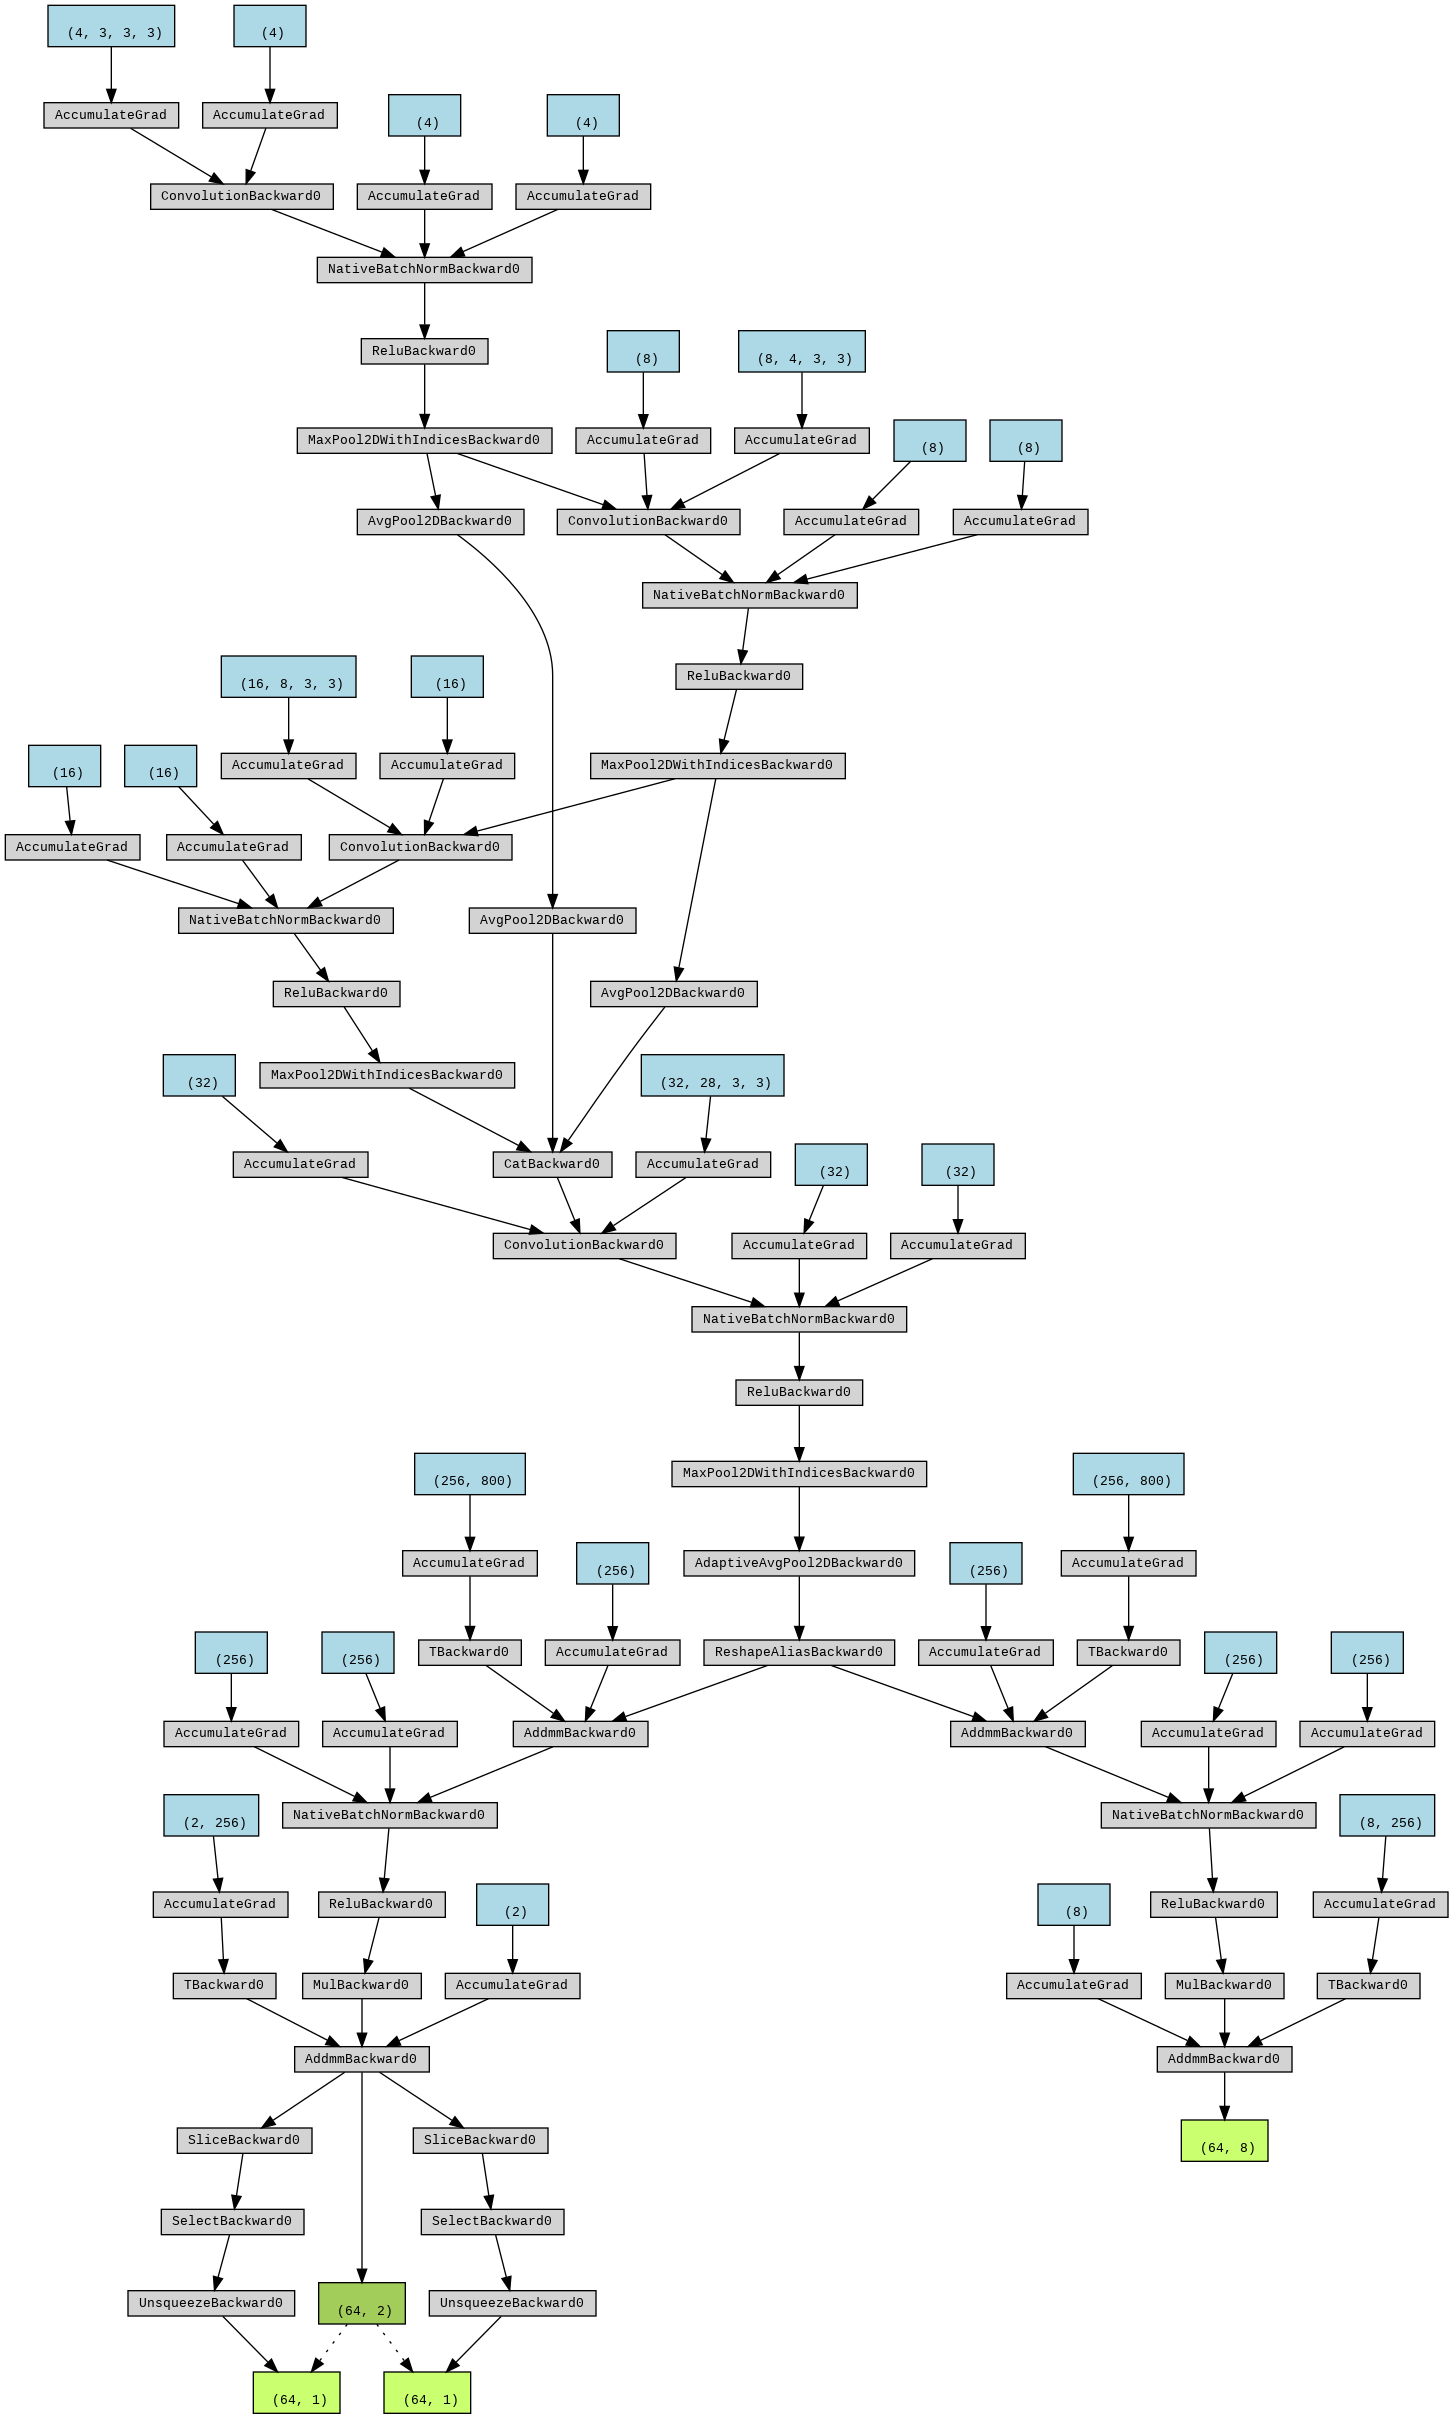 (4, 3, 3, 3)
(4)
AccumulateGrad
AccumulateGrad
(4)
(4)
ConvolutionBackward0
AccumulateGrad
AccumulateGrad
NativeBatchNormBackward0
ReluBackward0
(8)
(8, 4, 3, 3)
MaxPool2DWithIndicesBackward0
AccumulateGrad
AccumulateGrad
(8)
(8)
AvgPool2DBackward0
ConvolutionBackward0
AccumulateGrad
AccumulateGrad
NativeBatchNormBackward0
ReluBackward0
(16, 8, 3, 3)
(16)
AccumulateGrad
AccumulateGrad
MaxPool2DWithIndicesBackward0
(16)
(16)
AccumulateGrad
AccumulateGrad
ConvolutionBackward0
NativeBatchNormBackward0
AvgPool2DBackward0
ReluBackward0
AvgPool2DBackward0
MaxPool2DWithIndicesBackward0
(32)
(32, 28, 3, 3)
AccumulateGrad
CatBackward0
AccumulateGrad
(32)
(32)
ConvolutionBackward0
AccumulateGrad
AccumulateGrad
NativeBatchNormBackward0
ReluBackward0
(256, 800)
MaxPool2DWithIndicesBackward0
(256, 800)
AccumulateGrad
(256)
AdaptiveAvgPool2DBackward0
(256)
AccumulateGrad
(256)
(256)
TBackward0
AccumulateGrad
ReshapeAliasBackward0
AccumulateGrad
TBackward0
(256)
(256)
AccumulateGrad
AccumulateGrad
AddmmBackward0
AddmmBackward0
AccumulateGrad
AccumulateGrad
(2, 256)
NativeBatchNormBackward0
NativeBatchNormBackward0
(8, 256)
AccumulateGrad
ReluBackward0
(2)
(8)
ReluBackward0
AccumulateGrad
TBackward0
MulBackward0
AccumulateGrad
AccumulateGrad
MulBackward0
TBackward0
AddmmBackward0
AddmmBackward0
SliceBackward0
SliceBackward0
(64, 8)
SelectBackward0
SelectBackward0
UnsqueezeBackward0
(64, 2)
UnsqueezeBackward0
(64, 1)
(64, 1)